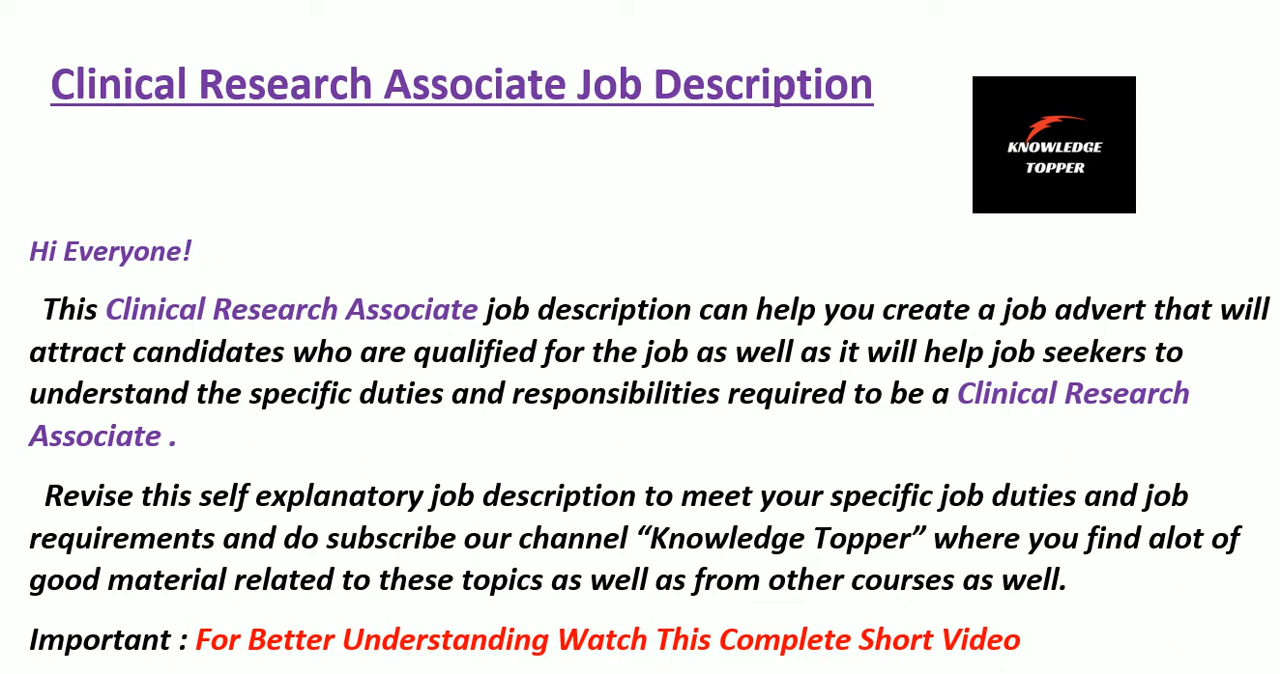 Clinical Research Associate Job Description
KNOWLEDGE
TOPPER
Hi Everyone!
This Clinical Research Associate job description can help you create a job advert that will
attract candidates who are qualified for the job as well as it will help job seekers to
understand the specific duties and responsibilities required to be a Clinical Research
Associate .
Revise this self explanatory job description to meet your specific job duties and job
requirements and do subscribe our channel “Knowledge Topper” where you find alot of
good material related to these topics as well as from other courses as well.
Important : For Better Understanding Watch This Complete Short Video